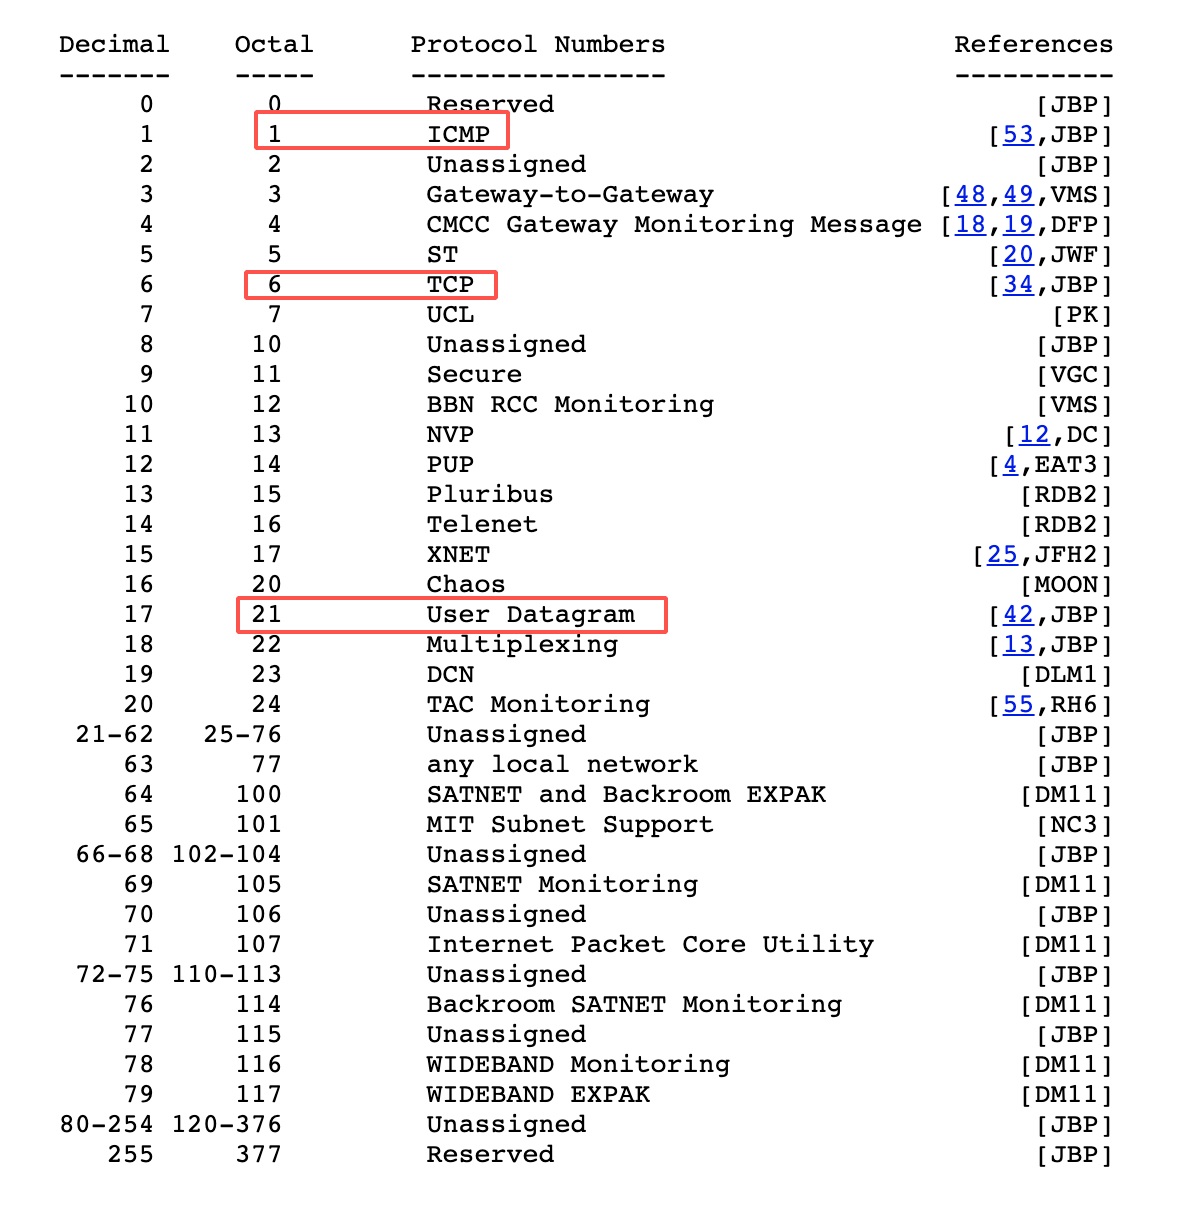 Decimal Octal Protocol Numbers References
------- ----- ---------------- ----------
0 0 Reserved [JBP]
1 1 ICMP [53,JBP]
2 2 Unassigned [JBP]
3 3 Gateway-to-Gateway [48,49,VMS]
4 4 CMCC Gateway Monitoring Message [18,19,DFP]
5 5 ST [20,JWF]
6 6 TCP [34,JBP]
7 7 UCL [PK]
8 10 Unassigned [JBP]
9 11 Secure [VGC]
10 12 BBN RCC Monitoring [VMS]
11 13 NVP [12,DC]
12 14 PUP [4,EAT3]
13 15 Pluribus [RDB2]
14 16 Telenet [RDB2]
15 17 XNET [25,JFH2]
16 20 Chaos [MOON]
17 21 User Datagram [42,JBP]
18 22 Multiplexing [13,JBP]
19 23 DCN [DLM1]
20 24 TAC Monitoring [55,RH6]
21-62 25-76 Unassigned [JBP]
63 77 any local network [JBP]
64 100 SATNET and Backroom EXPAK [DM11]
65 101 MIT Subnet Support [NC3]
66-68 102-104 Unassigned [JBP]
69 105 SATNET Monitoring [DM11]
70 106 Unassigned [JBP]
71 107 Internet Packet Core Utility [DM11]
72-75 110-113 Unassigned [JBP]
76 114 Backroom SATNET Monitoring [DM11]
77 115 Unassigned [JBP]
78 116 WIDEBAND Monitoring [DM11]
79 117 WIDEBAND EXPAK [DM11]
80-254 120-376 Unassigned [JBP]
255 377 Reserved [JBP]